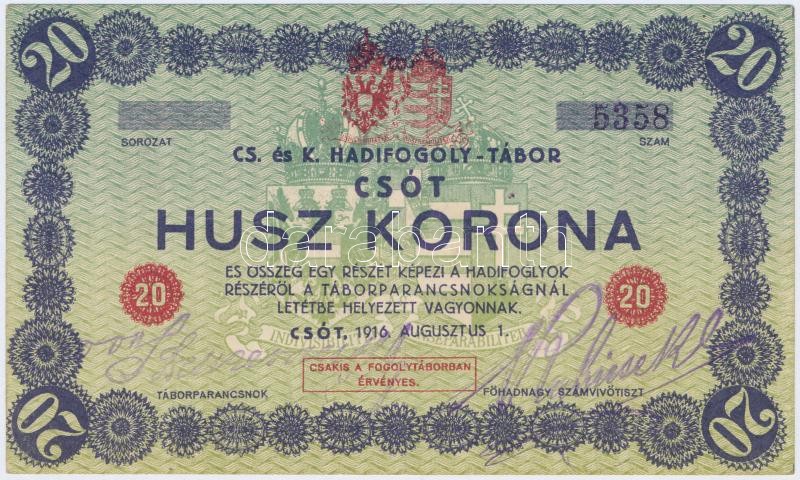 20 20
5358
SOROZAT SZAM
CS. és K. HADIFOGOLY-TÁBOR
CSÓT
HUSZ KORONA
ES ÖSSZEG EGY RÉSZÉT KÉPEZI A HADIFOGLYOK
20 RÉSZÉRŐL A TÁBORPARANCSNOKSÁGNÁL 20
LETÉTBE HELYEZETT VAGYONNAK.
CSÓT, 1916. AUGUSZTUS 1.
CSAKIS A FOGOLYTÁBORBAN
ÉRVÉNYES.
TÁBORPARANCSNOK FŐHADNAGY SZÁMVIVŐTISZT
20 20